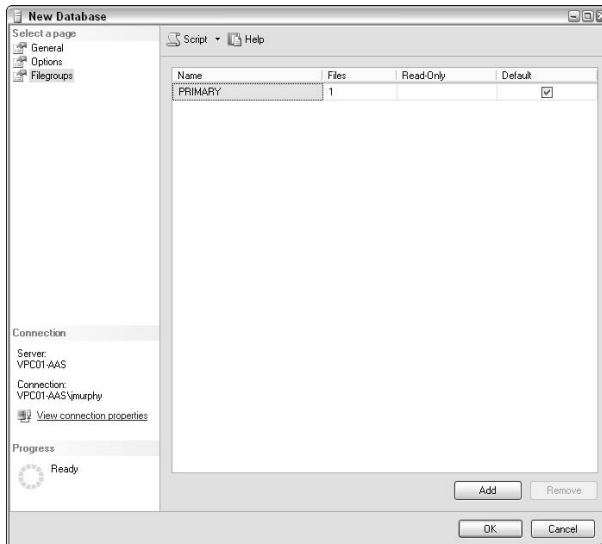 New Database
Select a page
General
Options
Filegroups
Script Help
Name Files Read-Only Default
PRIMARY 1
Connection
Server:
VPC01-AAS
Connection:
VPC01-AAS\jmurphy
View connection properties
Progress
Ready
Add Remove
OK Cancel